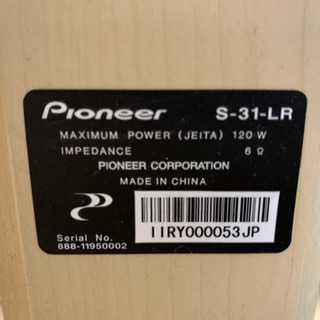 Pioneer S-31-LR
MAXIMUM POWER (JEITA) 120 W
IMPEDANCE 6 Ω
PIONEER CORPORATION
MADE IN CHINA
IIRY000053JP
Serial No.
888-11950002